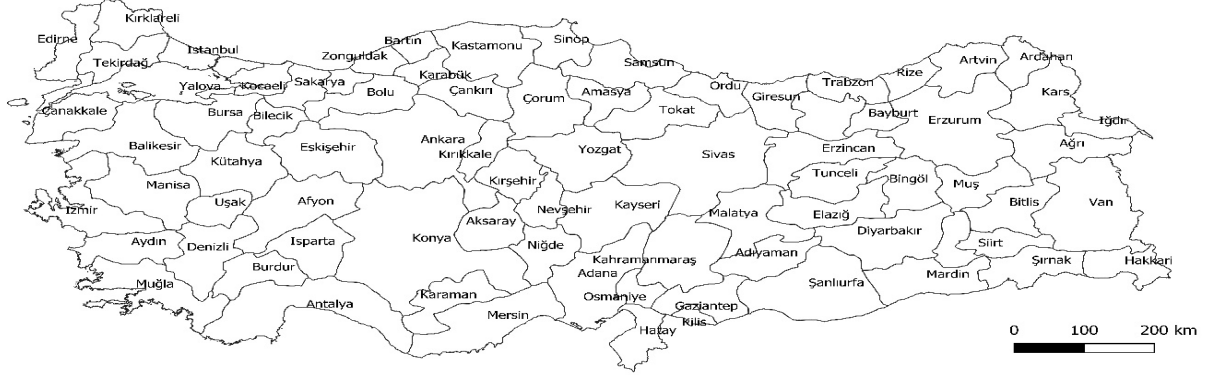 Kırklareli
Edirne
Tekirdağ
İstanbul
Zonguldak
Bartın
Kastamonu
Sinop
Samsun
Karabük
Çankırı
Yalova
Kocaeli
Sakarya
Bolu
Çorum
Amasya
Tokat
Ordu
Giresun
Trabzon
Rize
Artvin
Ardahan
Kars
Iğdır
Bayburt
Erzurum
Ağrı
Çanakkale
Bursa
Bilecik
Balıkesir
Kütahya
Eskişehir
Ankara
Kırıkkale
Yozgat
Sivas
Erzincan
Tunceli
Bingöl
Muş
Bitlis
Van
Manisa
İzmir
Uşak
Afyon
Kırşehir
Nevşehir
Kayseri
Malatya
Elazığ
Diyarbakır
Aksaray
Konya
Niğde
Aydın
Denizli
Isparta
Burdur
Muğla
Antalya
Karaman
Mersin
Kahramanmaraş
Adana
Osmaniye
Adıyaman
Gaziantep
Kilis
Hatay
Şanlıurfa
Mardin
Siirt
Şırnak
Hakkari
0 100 200 km